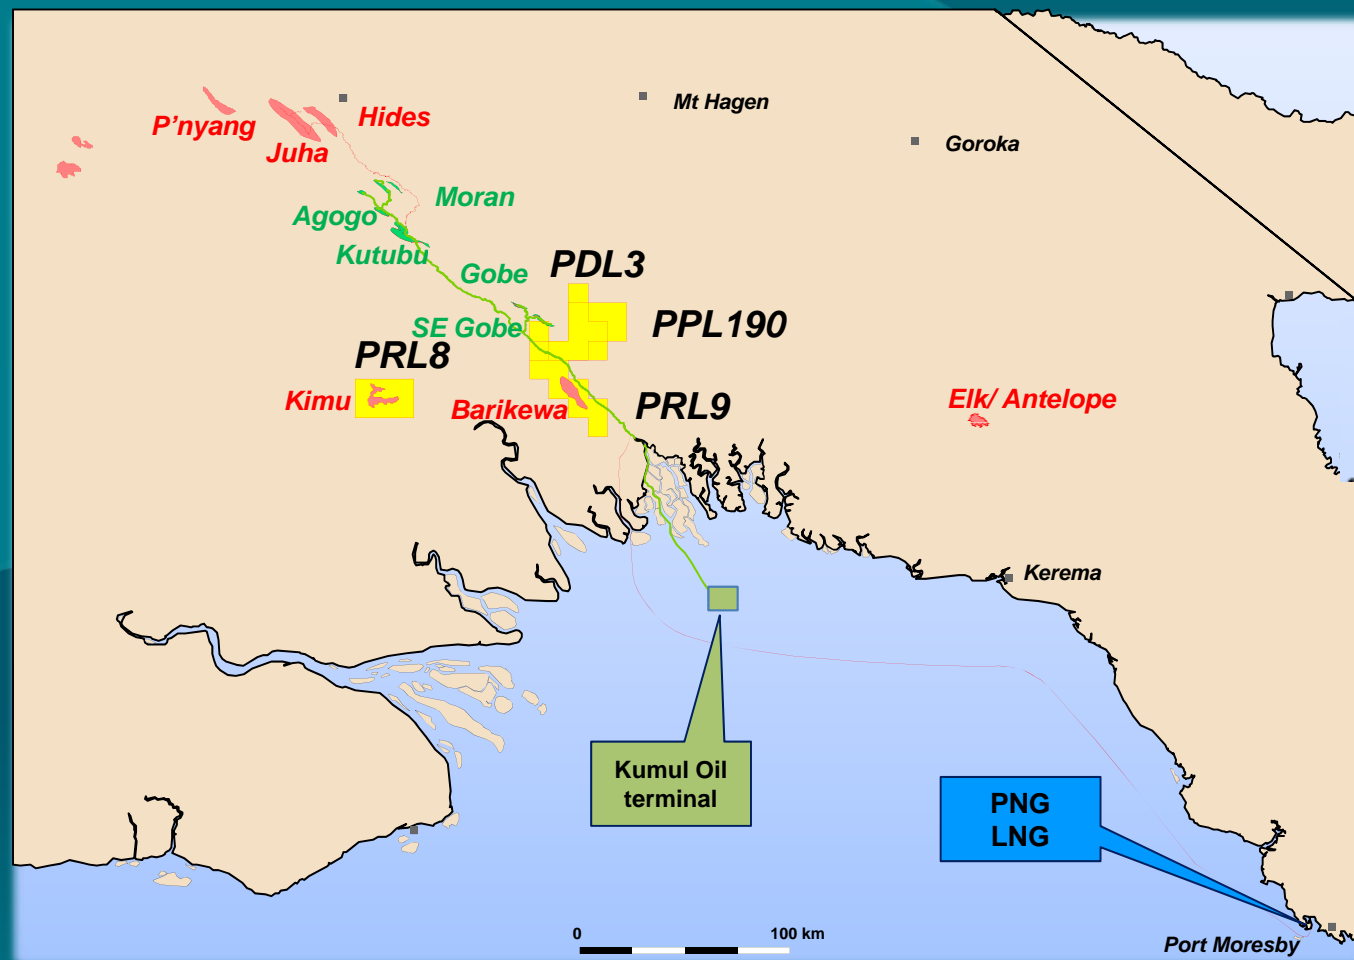 Mt Hagen
P'nyang
Hides
Juha
Goroka
Moran
Agogo
Kutubu
Gobe
PDL3
SE Gobe
PPL190
PRL8
Kimu
Barikewa
PRL9
Elk/ Antelope
Kerema
Kumul Oil
terminal
PNG
LNG
0
100 km
Port Moresby